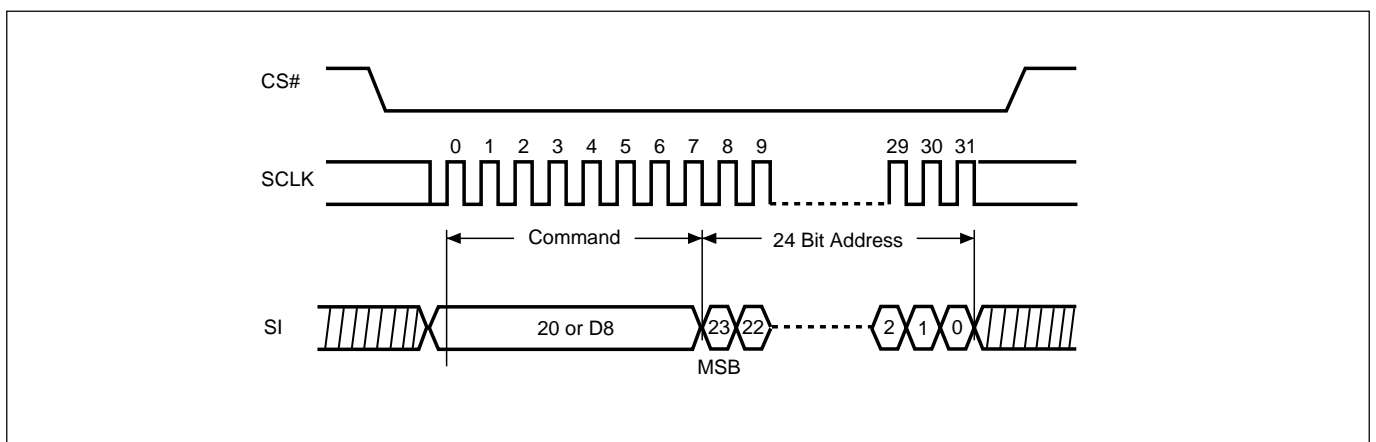 CS#
0 1 2 3 4 5 6 7 8 9 29 30 31
SCLK
Command 24 Bit Address
SI 20 or D8 23 22 2 1 0
MSB